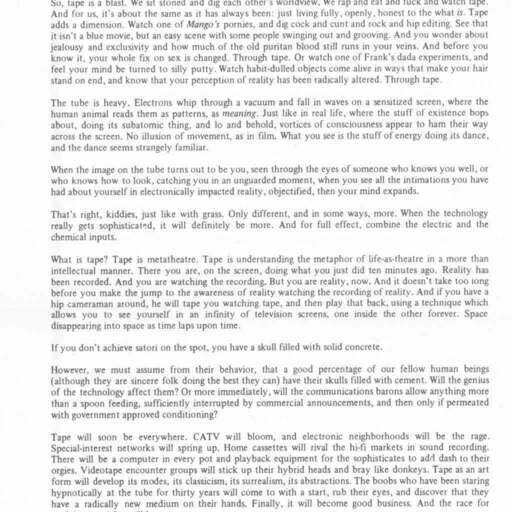 So, tape is a blast. We sit stoned and dig each other's worldview. We rap and eat and fuck and watch tape.
And for us, it's about the same as it has always been: just living fully, openly, honest to the what is. Tape
adds a dimension. Watch one of Mango's pornies, and dig cock and cunt and rock and hip editing. See that
it isn't a blue movie, but an easy scene with some people swinging out and grooving. And you wonder about
jealousy and exclusivity and how much of the old puritan blood still runs in your veins. And before you
know it, your whole fix on sex is changed. Through tape. Or watch one of Frank's dada experiments, and
feel your mind be turned to silly putty. Watch habit-dulled objects come alive in ways that make your hair
stand on end, and know that your perception of reality has been radically altered. Through tape.
The tube is heavy. Electrons whip through a vacuum and fall in waves on a sensitized screen, where the
human animal reads them as patterns, as meaning. Just like in real life, where the stuff of existence bops
about, doing its subatomic thing, and lo and behold, vortices of consciousness appear to ham their way
across the screen. No illusion of movement, as in film. What you see is the stuff of energy doing its dance,
and the dance seems strangely familiar.
When the image on the tube turns out to be you, seen through the eyes of someone who knows you well, or
who knows how to look, catching you in an unguarded moment, when you see all the intimations you have
had about yourself in electronically impacted reality, objectified, then your mind expands.
That's right, kiddies, just like with grass. Only different, and in some ways, more. When the technology
really gets sophisticated, it will definitely be more. And for full effect, combine the electric and the
chemical inputs.
What is tape? Tape is metatheatre. Tape is understanding the metaphor of life-as-theatre in a more than
intellectual manner. There you are, on the screen, doing what you just did ten minutes ago. Reality has
been recorded. And you are watching the recording. But you are reality, now. And it doesn't take too long
before you make the jump to the awareness of reality watching the recording of reality. And if you have a
hip cameraman around, he will tape you watching tape, and then play that back, using a technique which
allows you to see yourself in an infinity of television screens, one inside the other forever. Space
disappearing into space as time laps upon time.
If you don't achieve satori on the spot, you have a skull filled with solid concrete.
However, we must assume from their behavior, that a good percentage of our fellow human beings
(although they are sincere folk doing the best they can) have their skulls filled with cement. Will the genius
of the technology affect them? Or more immediately, will the communications barons allow anything more
than a spoon feeding, sufficiently interrupted by commercial announcements, and then only if permeated
with government approved conditioning?
Tape will soon be everywhere. CATV will bloom, and electronic neighborhoods will be the rage.
Special-interest networks will spring up. Home cassettes will rival the hi-fi markets in sound recording.
There will be a computer in every pot and playback equipment for the sophisticates to add dash to their
orgies. Videotape encounter groups will stick up their hybrid heads and bray like donkeys. Tape as an art
form will develop its modes, its classicism, its surrealism, its abstractions. The boobs who have been staring
hypnotically at the tube for thirty years will come to with a start, rub their eyes, and discover that they
have a radically new medium on their hands. Finally, it will become good business. And the race for